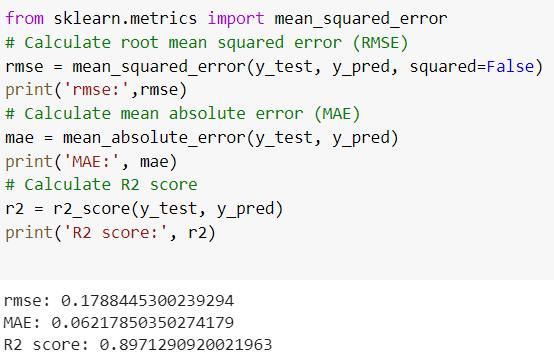 from sklearn.metrics import mean_squared_error
# Calculate root mean squared error (RMSE)
rmse = mean_squared_error(y_test, y_pred, squared=False)
print('rmse:',rmse)
# Calculate mean absolute error (MAE)
mae = mean_absolute_error(y_test, y_pred)
print('MAE:', mae)
# Calculate R2 score
r2 = r2_score(y_test, y_pred)
print('R2 score:', r2)
rmse: 0.1788445300239294
MAE: 0.06217850350274179
R2 score: 0.8971290920021963